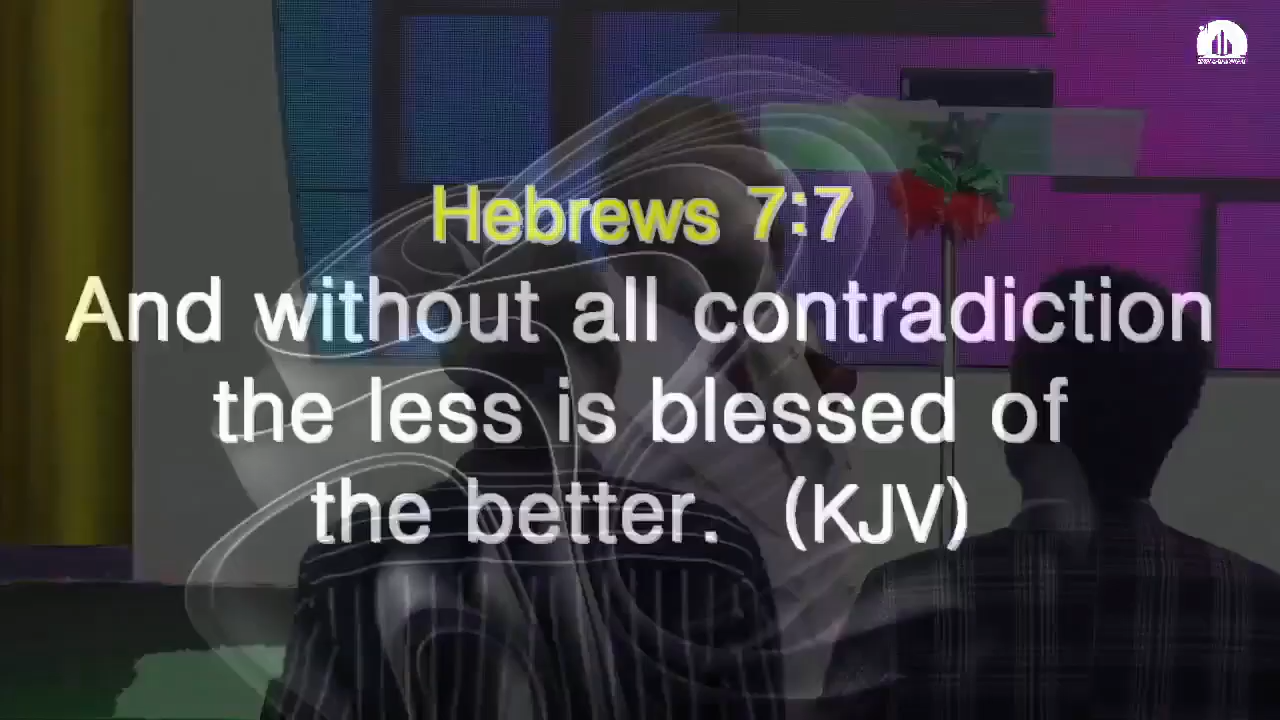 Hebrews 7:7
And without all contradiction
the less is blessed of
the better. (KJV)